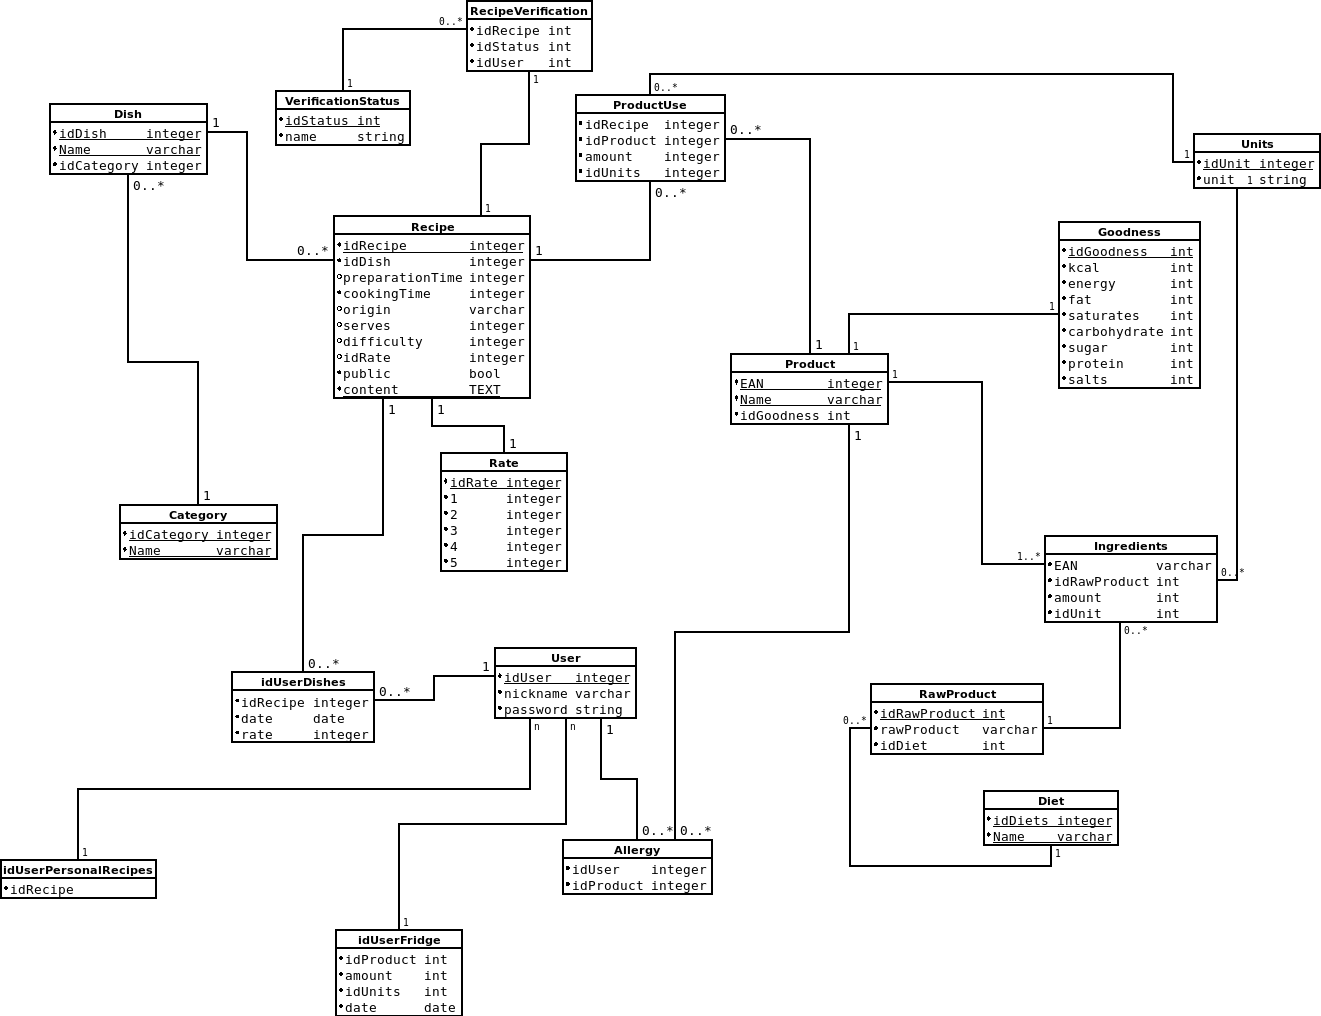 RecipeVerification
idRecipe int
idStatus int
idUser int
0..*
1
1
VerificationStatus
idStatus int
name string
Dish
idDish integer
Name varchar
idCategory integer
1
0..*
ProductUse
idRecipe integer
idProduct integer
amount integer
idUnits integer
0..*
0..*
0..*
Units
idUnit integer
unit string
1
1
Recipe
idRecipe integer
idDish integer
preparationTime integer
cookingTime integer
origin varchar
serves integer
difficulty integer
idRate integer
public bool
content TEXT
1
0..*
1
1
1
Goodness
idGoodness int
kcal int
energy int
fat int
saturates int
carbohydrate int
sugar int
protein int
salts int
1
Product
EAN integer
Name varchar
idGoodness int
1
1
1
1
Rate
idRate integer
1 integer
2 integer
3 integer
4 integer
5 integer
1
Category
idCategory integer
Name varchar
1
Ingredients
EAN varchar
idRawProduct int
amount int
idUnit int
1..*
0..*
0..*
idUserDishes
idRecipe integer
date date
rate integer
0..*
0..*
User
idUser integer
nickname varchar
password string
1
n
n
1
RawProduct
idRawProduct int
rawProduct varchar
idDiet int
0..*
1
Diet
idDiets integer
Name varchar
1
Allergy
idUser integer
idProduct integer
0..*
0..*
idUserPersonalRecipes
idRecipe
1
idUserFridge
idProduct int
amount int
idUnits int
date date
1